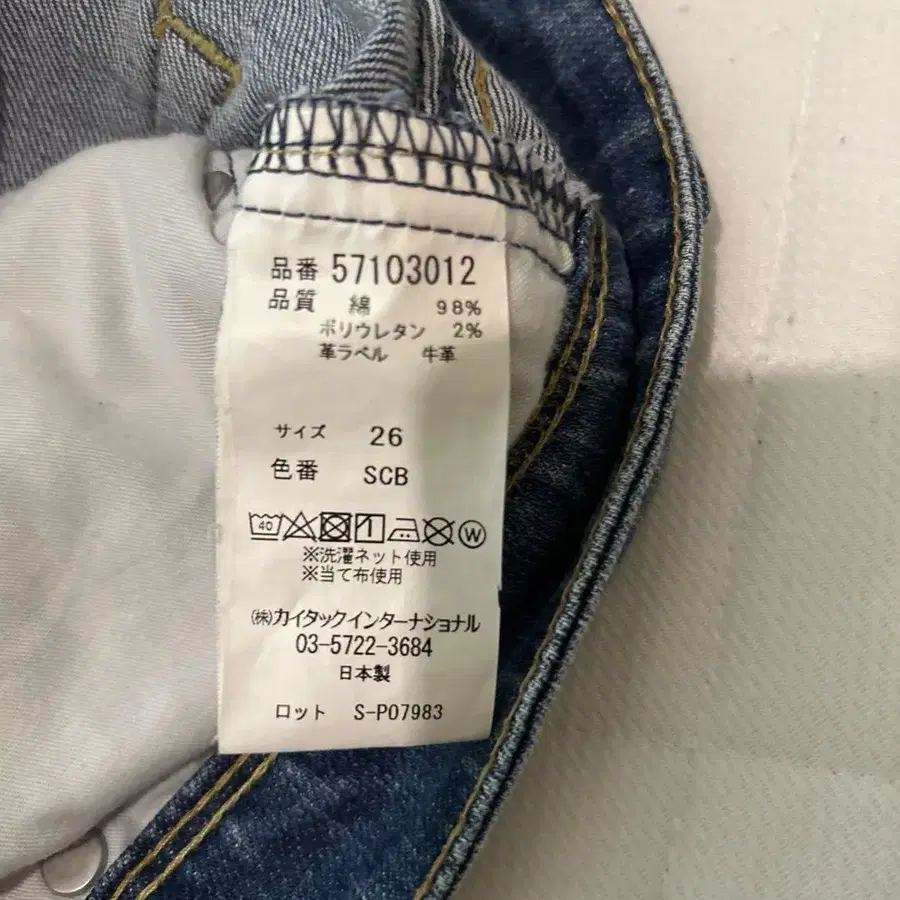 品番 57103012
品質 綿 98%
ポリウレタン 2%
革ラベル 牛革
サイズ 26
色番 SCB
40 W
※洗濯ネット使用
※当て布使用
㈱カイタックインターナショナル
03-5722-3684
日本製
ロット S-P07983